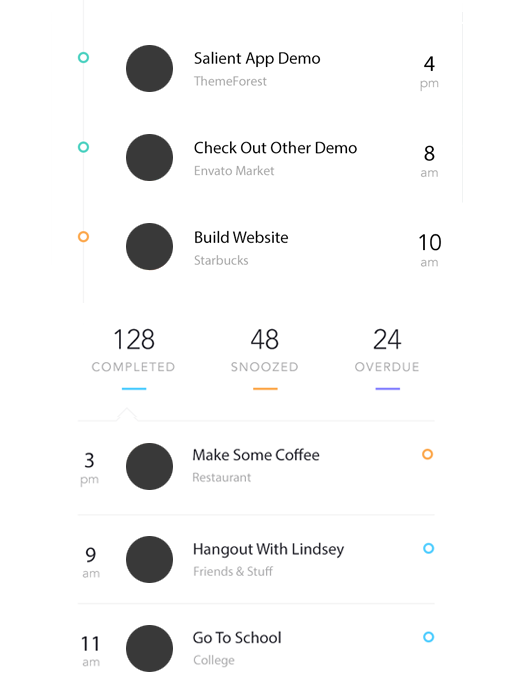 Salient App Demo
4
ThemeForest
pm
Check Out Other Demo
8
Envato Market
am
Build Website
10
Starbucks
am
128 48 24
COMPLETED SNOOZED OVERDUE
3
Make Some Coffee
pm
Restaurant
9
Hangout With Lindsey
am
Friends & Stuff
11
Go To School
am
College